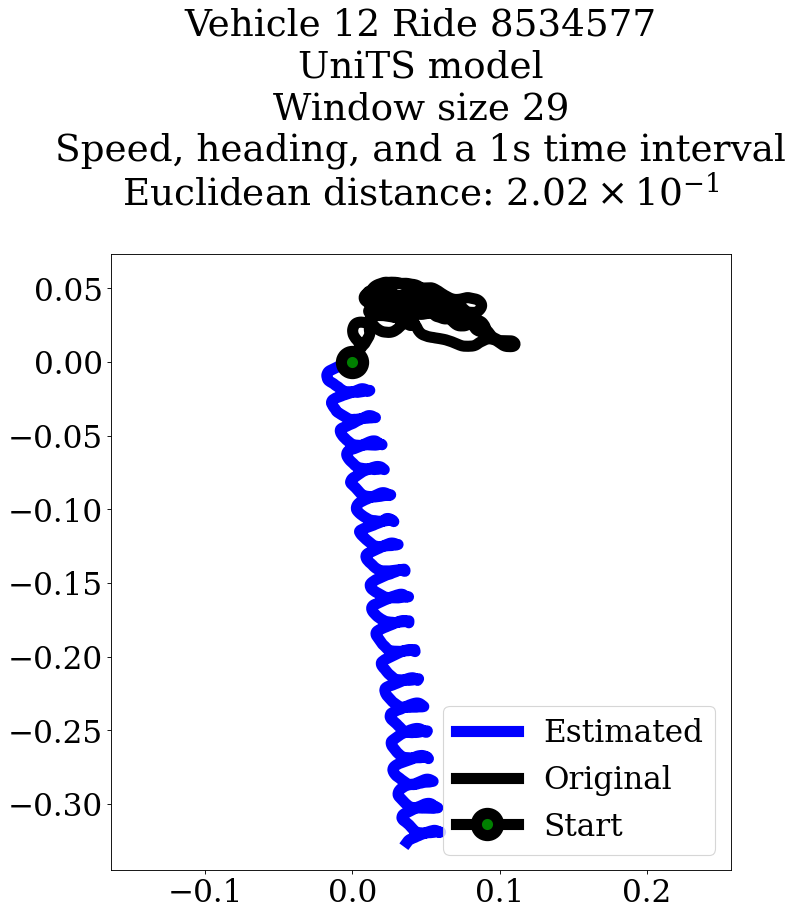 Vehicle 12 Ride 8534577
UniTS model
Window size 29
Speed, heading, and a 1s time interval
Euclidean distance: 2.02 × 10⁻¹
0.05
0.00
−0.05
−0.10
−0.15
−0.20
−0.25
−0.30
Estimated
Original
Start
−0.1
0.0
0.1
0.2